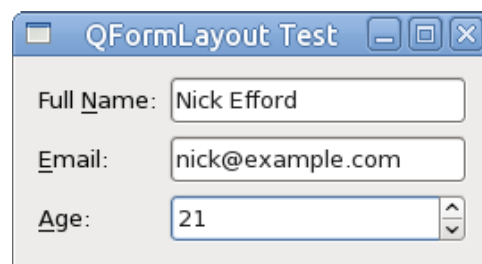 QFormLayout Test
Full Name: Nick Efford
Email: nick@example.com
Age: 21